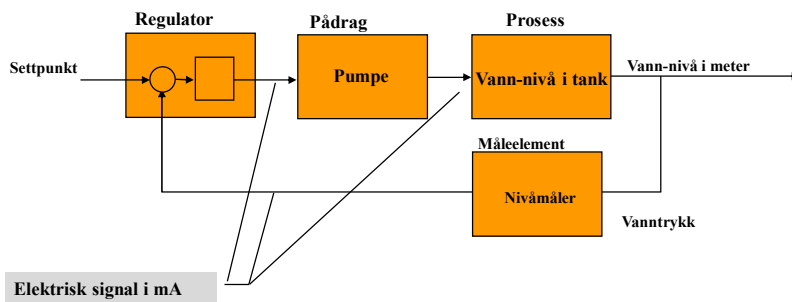 Regulator
Pådrag
Prosess
Settpunkt
Pumpe
Vann-nivå i tank
Vann-nivå i meter
Måleelement
Nivåmåler
Vanntrykk
Elektrisk signal i mA